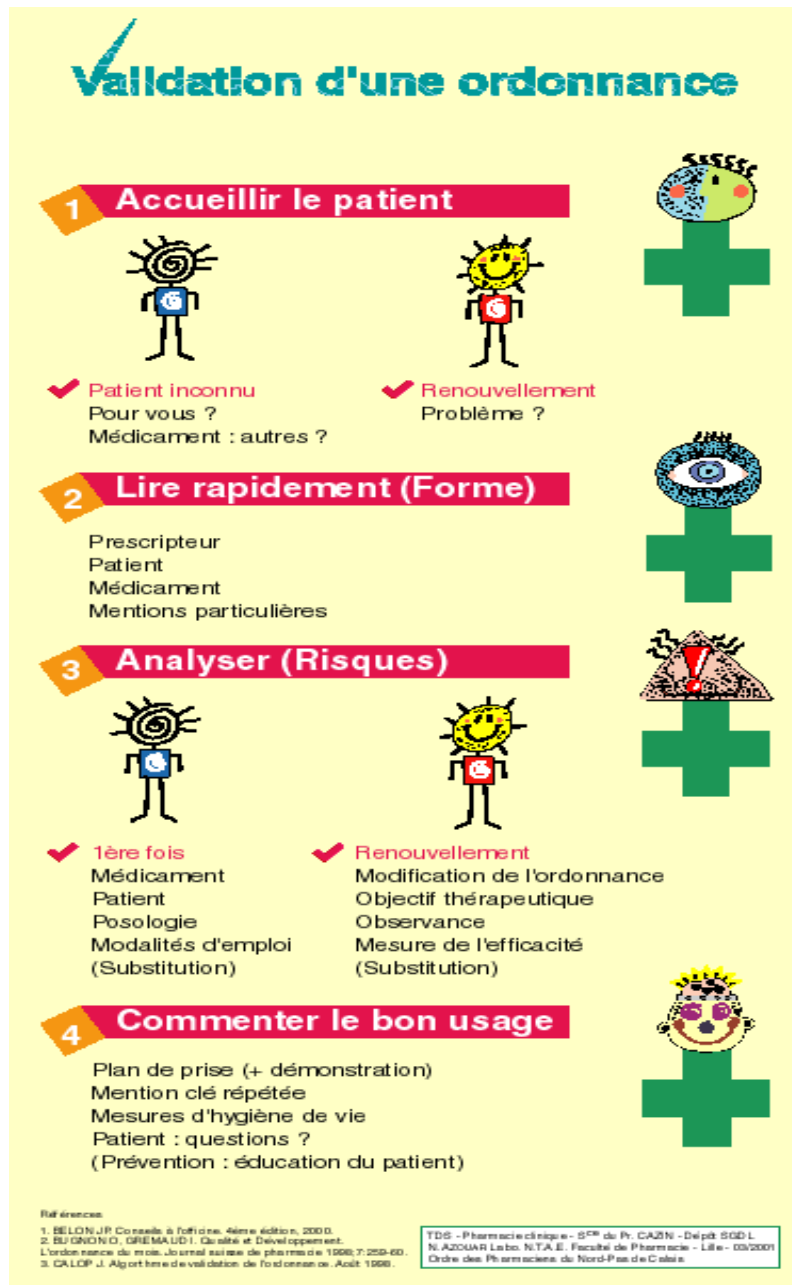 Validation d'une ordonnance
1 Accueillir le patient
Patient inconnu
Pour vous ?
Médicament : autres ?
Renouvellement
Problème ?
2 Lire rapidement (Forme)
Prescripteur
Patient
Médicament
Mentions particulières
3 Analyser (Risques)
1ère fois
Médicament
Patient
Posologie
Modalités d'emploi
(Substitution)
Renouvellement
Modification de l'ordonnance
Objectif thérapeutique
Observance
Mesure de l'efficacité
(Substitution)
4 Commenter le bon usage
Plan de prise (+ démonstration)
Mention clé répétée
Mesures d'hygiène de vie
Patient : questions ?
(Prévention : éducation du patient)
Références
1. BELON JP. Conseils à l'officine. 4ème édition, 2000.
2. BUGNON O, GREMAUD I. Qualité et Développement.
L'ordonnance du mois. Journal suisse de pharmacie 1998; 7:259-60.
3. CALOP J. Algorthme de validation de l'ordonnance. Août 1998.
TDS - Pharmacie clinique - Sce du Pr. CAZIN - Dépôt SGDL
N. AZOUAR Labo. N.T.A.E. Faculté de Pharmacie - Lille - 03/2001
Ordre des Pharmaciens du Nord-Pas de Calais